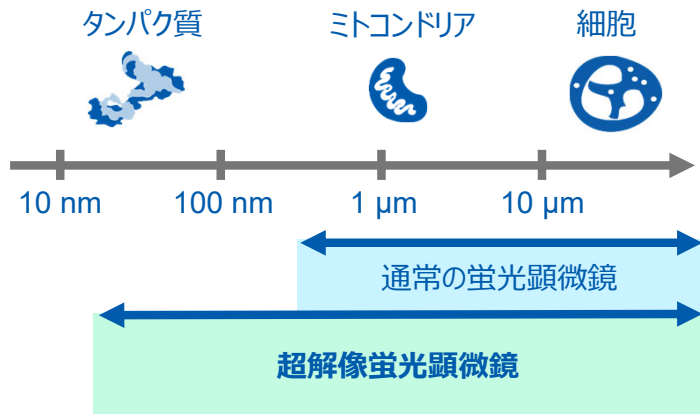 タンパク質 ミトコンドリア 細胞
10 nm 100 nm 1 µm 10 µm
通常の蛍光顕微鏡
超解像蛍光顕微鏡